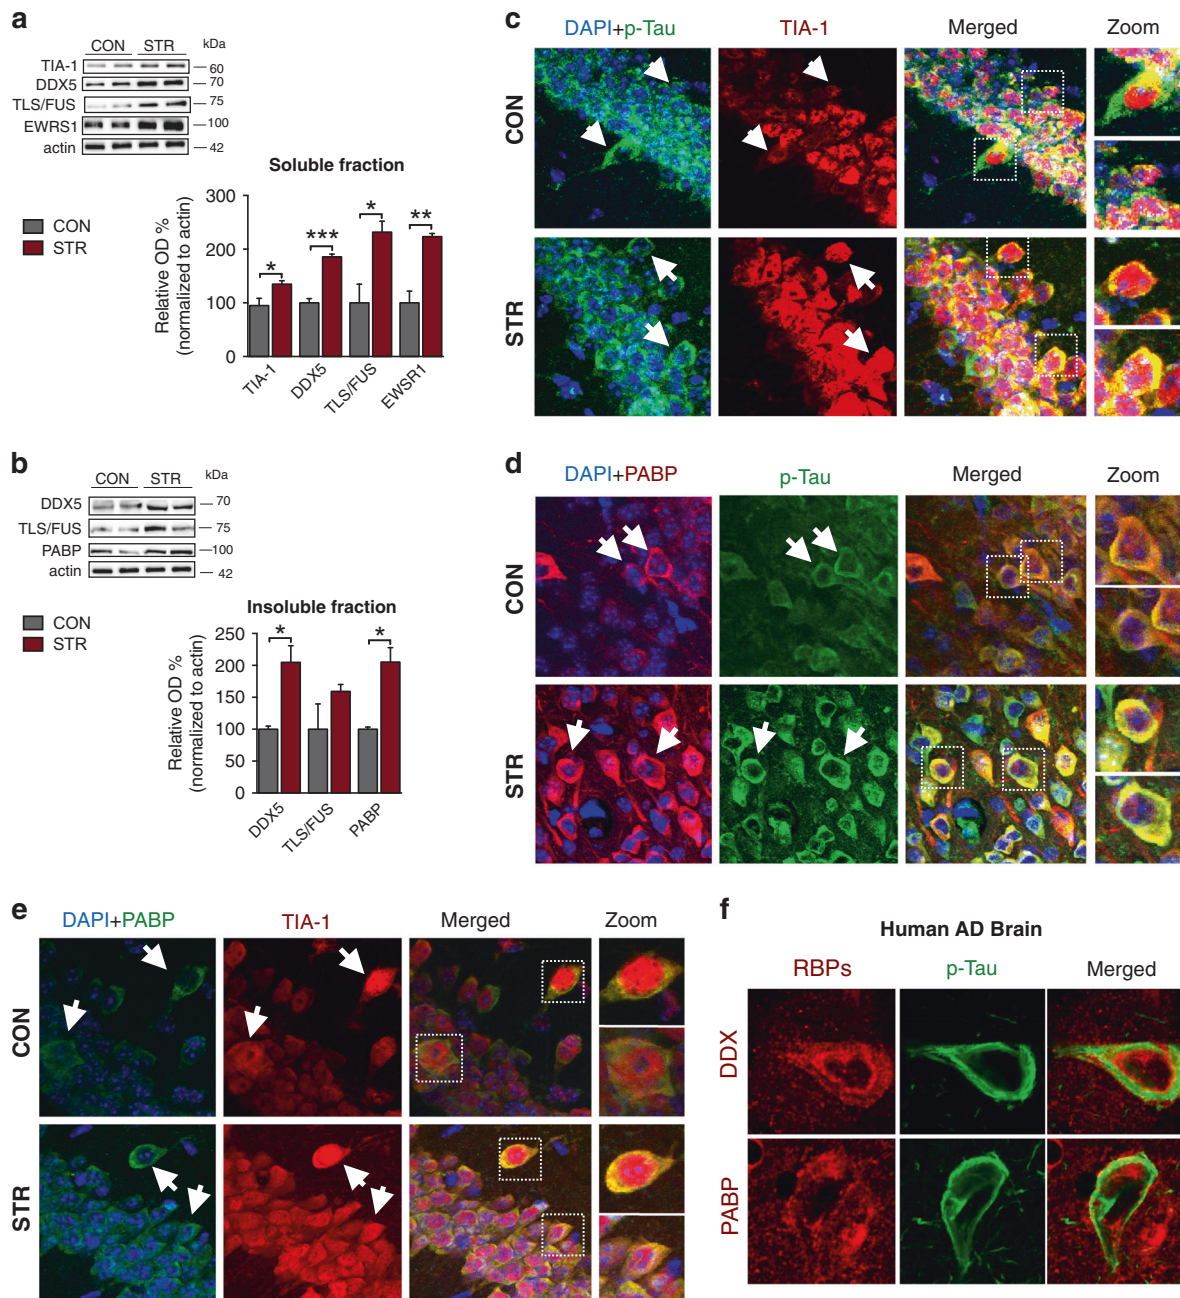 a
CON STR kDa
TIA-1 60
DDX5 70
TLS/FUS 75
EWRS1 100
actin 42
Soluble fraction
CON
STR
Relative OD %
(normalized to actin)
300
200
100
0
* *** * **
TIA-1 DDX5 TLS/FUS EWSR1
b
CON STR kDa
DDX5 70
TLS/FUS 75
PABP 100
actin 42
Insoluble fraction
CON
STR
Relative OD %
(normalized to actin)
250
200
150
100
50
0
* *
DDX5 TLS/FUS PABP
c
DAPI+p-Tau TIA-1 Merged Zoom
CON
STR
d
DAPI+PABP p-Tau Merged Zoom
CON
STR
e
DAPI+PABP TIA-1 Merged Zoom
CON
STR
f
Human AD Brain
RBPs p-Tau Merged
DDX
PABP